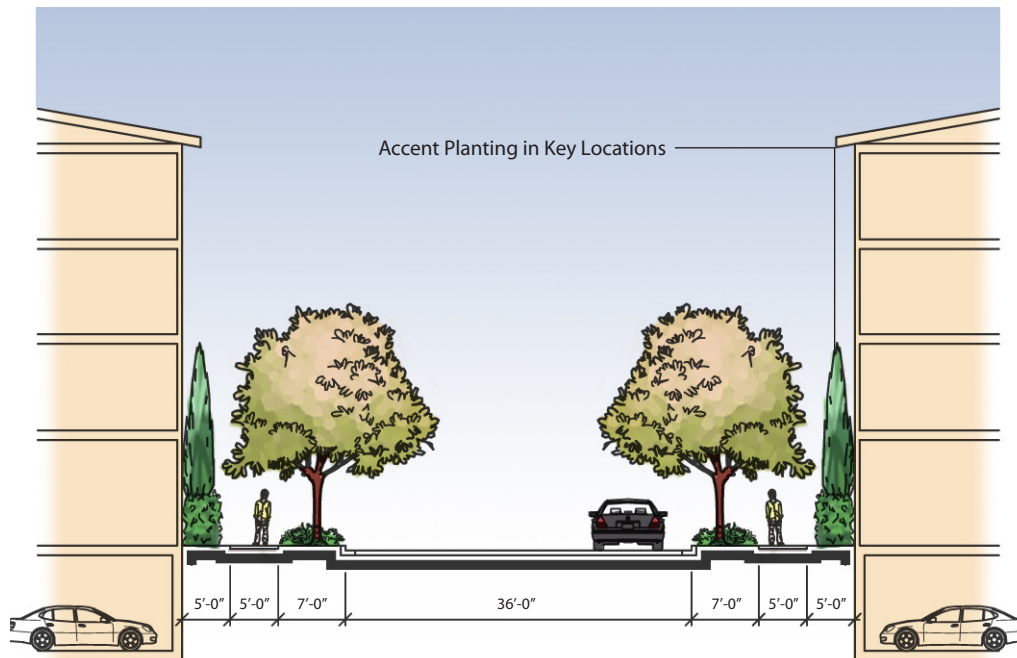 Accent Planting in Key Locations
5’-0” 5’-0” 7’-0” 36’-0” 7’-0” 5’-0” 5’-0”